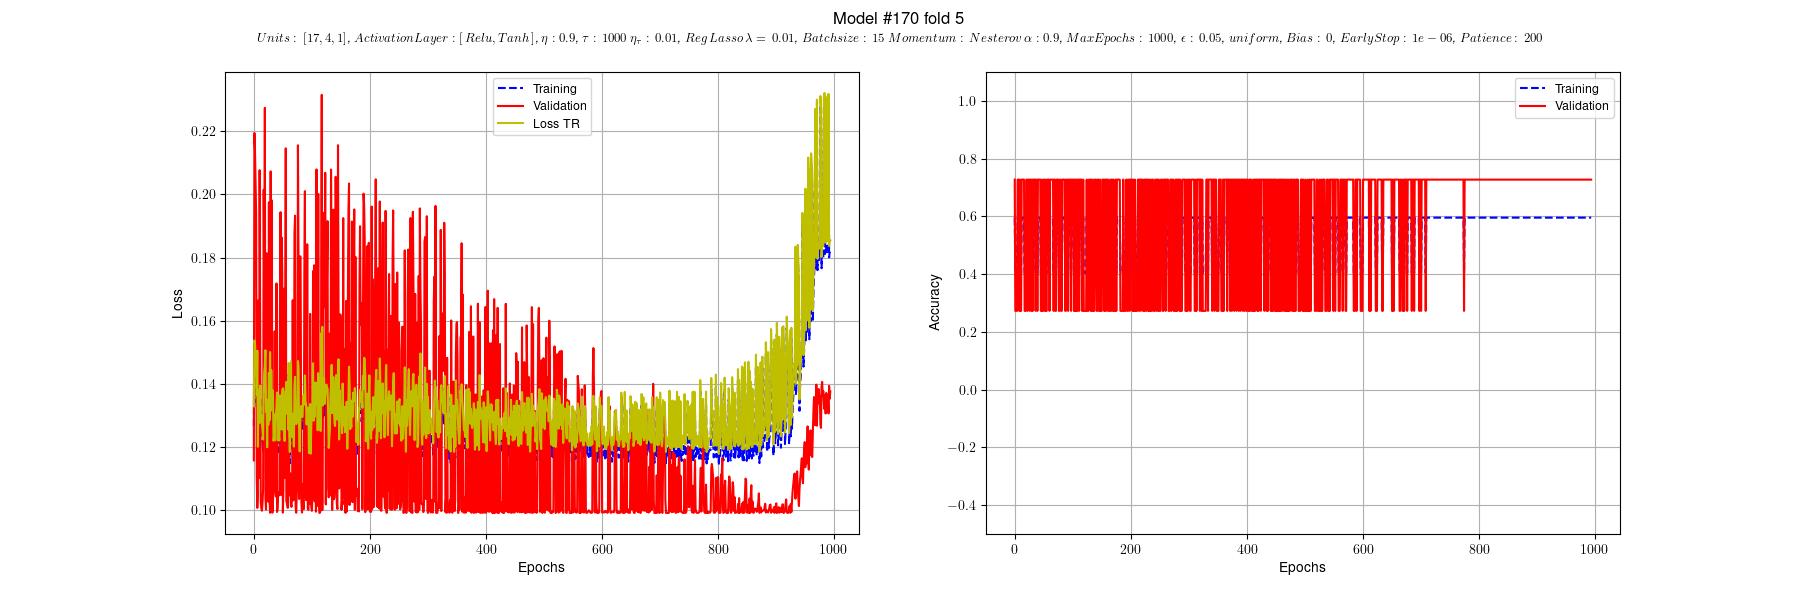 Model #170 fold 5
Units : [17, 4, 1], ActivationLayer : [ Relu, Tanh ], η : 0.9, τ : 1000 ητ : 0.01, Reg Lasso λ = 0.01, Batchsize : 15 Momentum : Nesterov α : 0.9, MaxEpochs : 1000, ϵ : 0.05, uniform, Bias : 0, EarlyStop : 1e − 06, Patience : 200
Training
Validation
Loss TR
0.22
0.20
0.18
0.16
0.14
0.12
0.10
Loss
0 200 400 600 800 1000
Epochs
Training
Validation
1.0
0.8
0.6
0.4
0.2
0.0
−0.2
−0.4
Accuracy
0 200 400 600 800 1000
Epochs